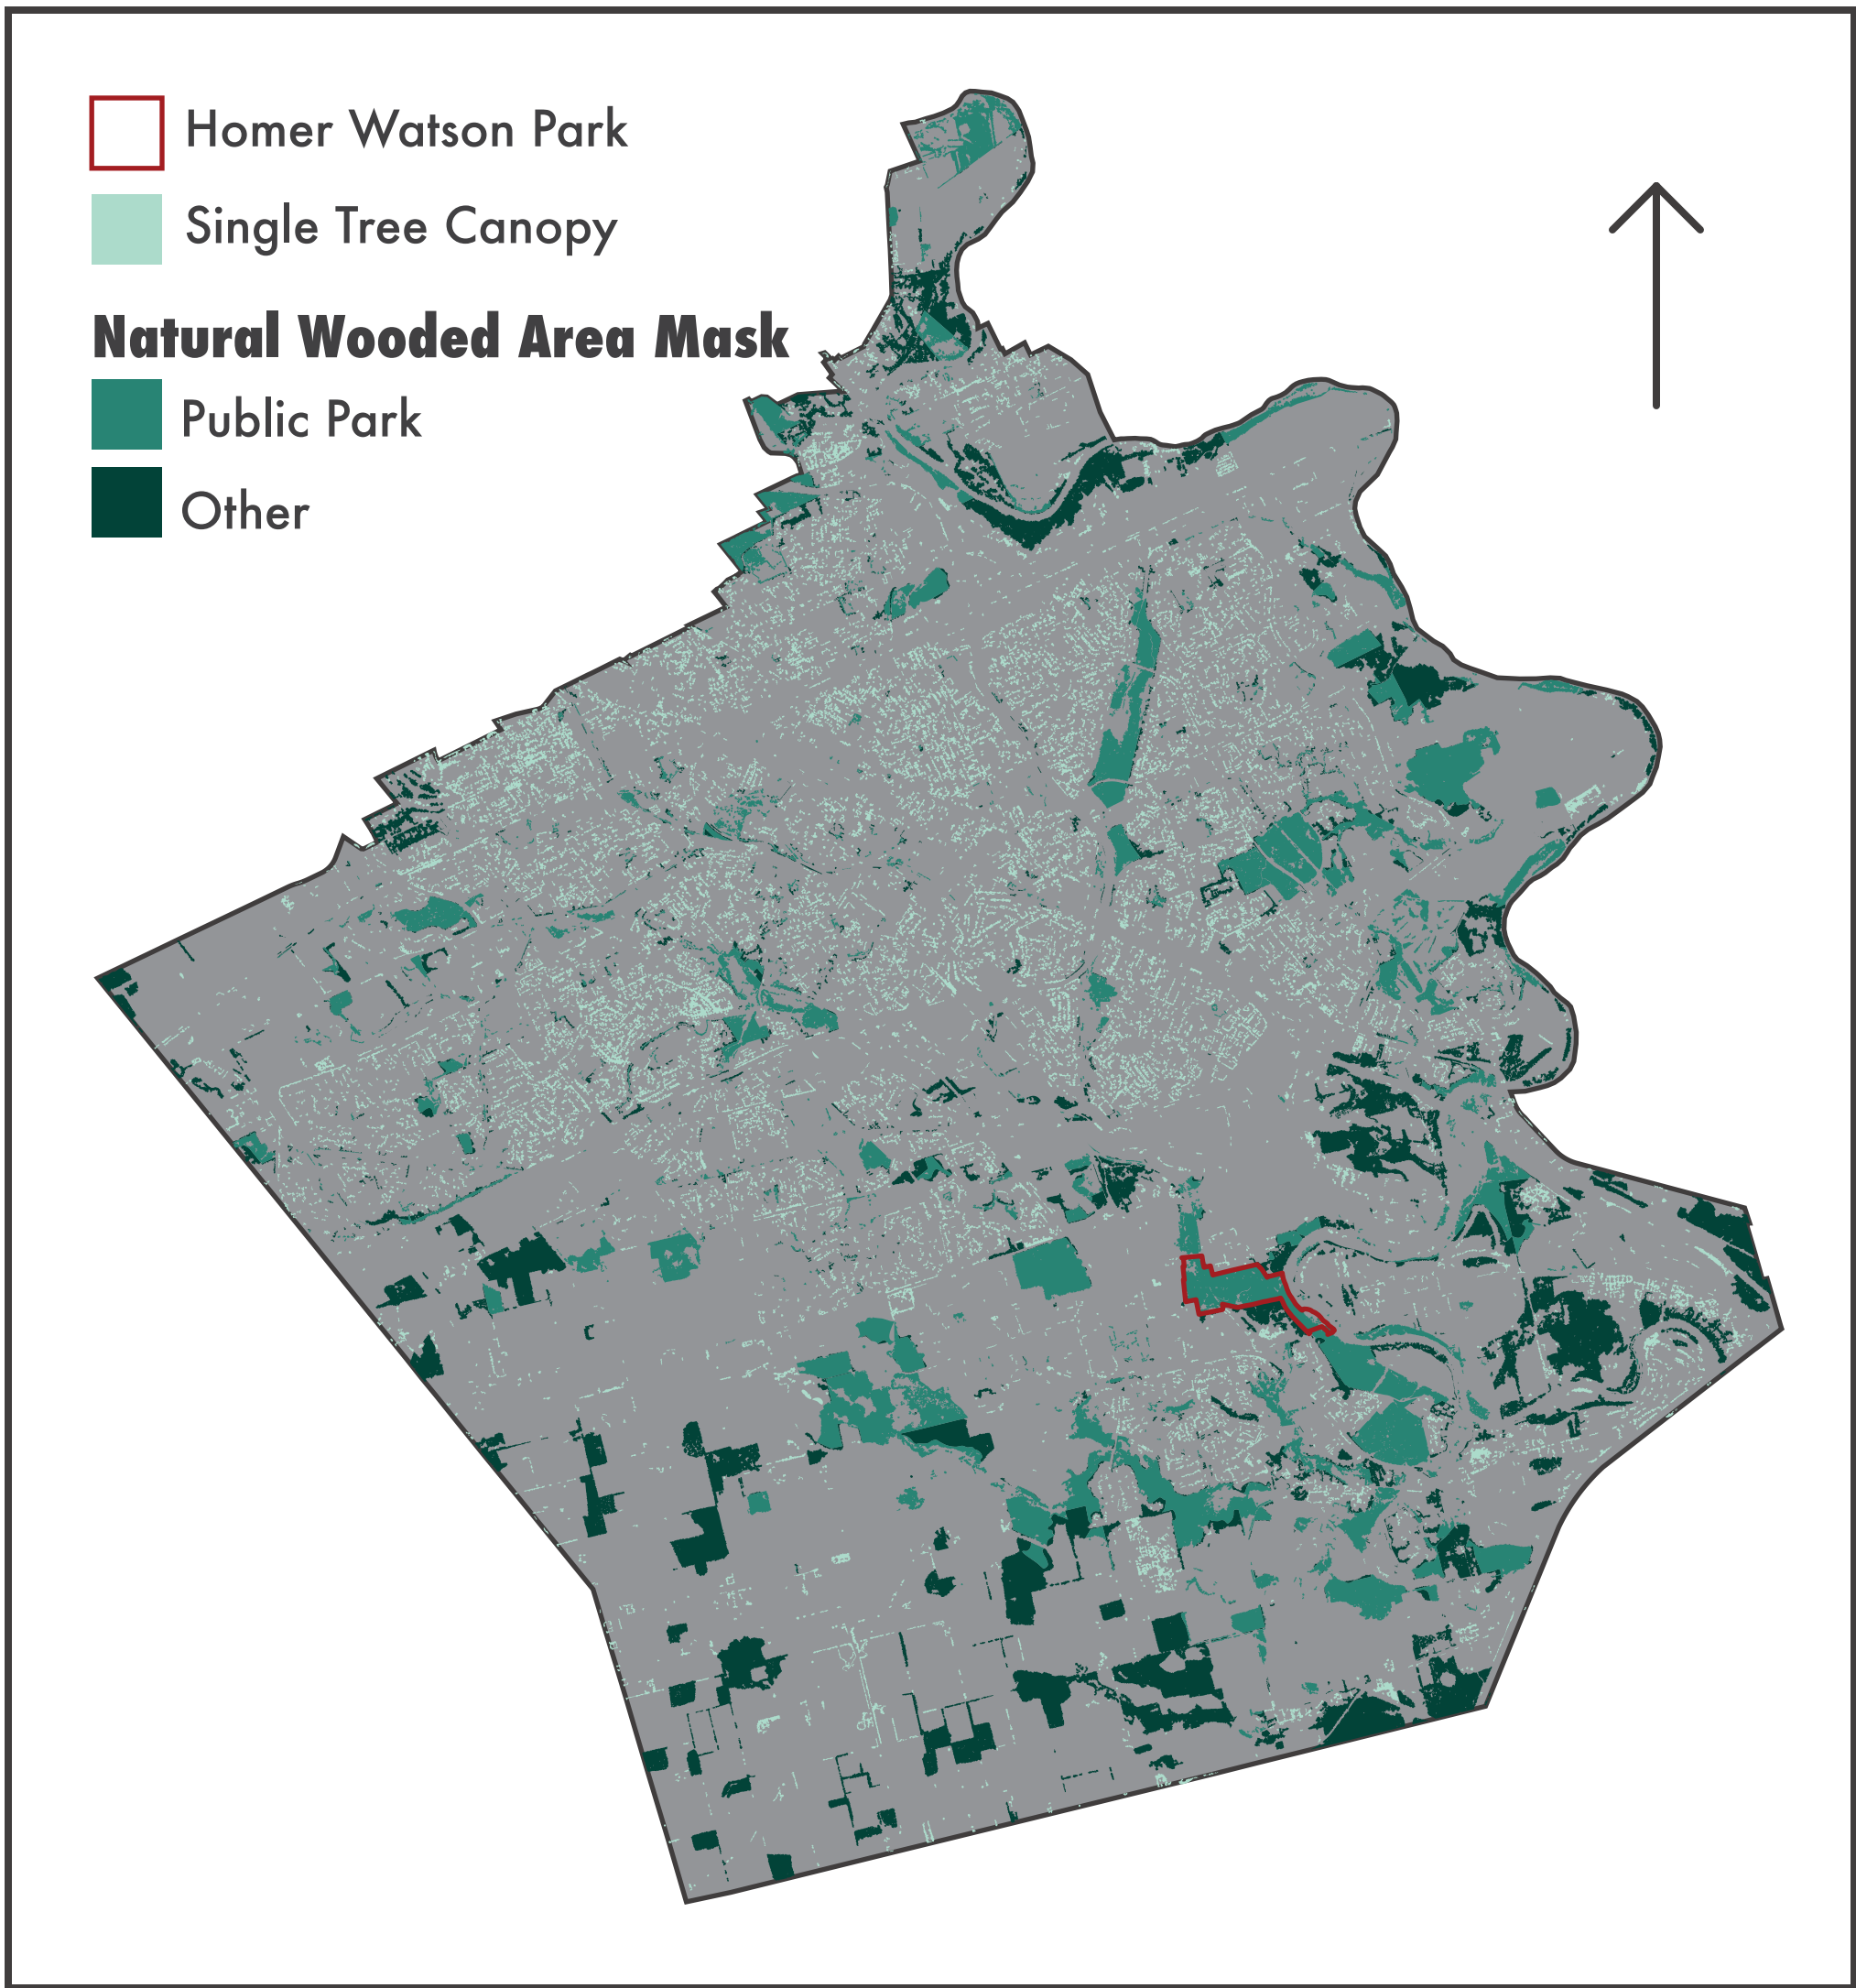 Homer Watson Park
Single Tree Canopy
Natural Wooded Area Mask
Public Park
Other